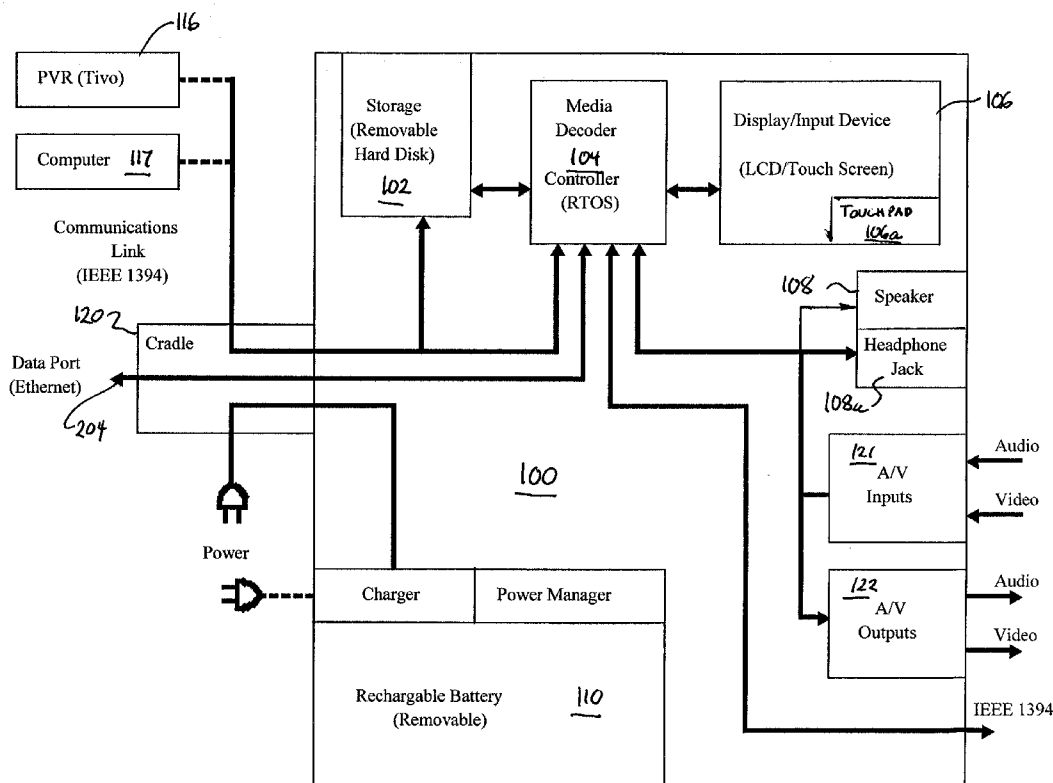 116
PVR (Tivo)
Computer 117
Communications
Link
(IEEE 1394)
Storage
(Removable
Hard Disk)
102
Media
Decoder
104
Controller
(RTOS)
106
Display/Input Device
(LCD/Touch Screen)
TOUCHPAD
106a
120
Cradle
Data Port
(Ethernet)
204
108
Speaker
Headphone
Jack
108a
100
121
A/V
Inputs
Audio
Video
Power
Charger
Power Manager
122
A/V
Outputs
Audio
Video
Rechargable Battery
(Removable)
110
IEEE 1394